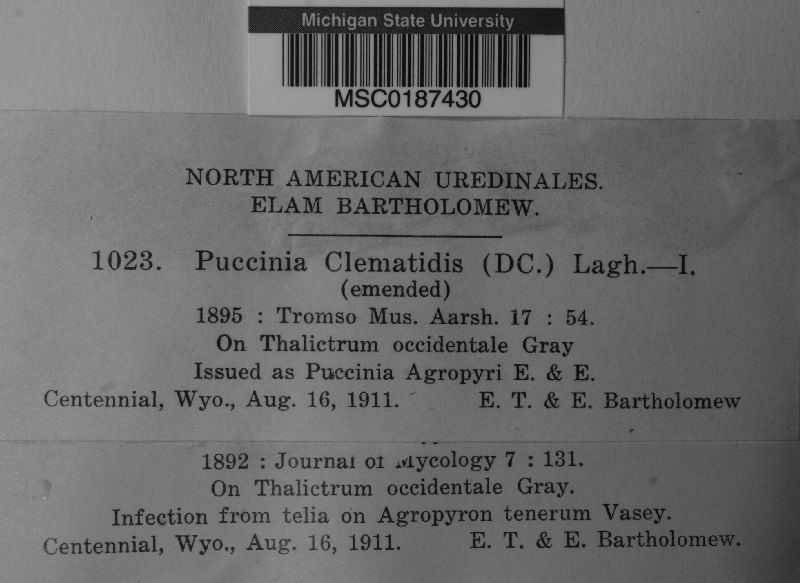 Michigan State University
MSC0187430
NORTH AMERICAN UREDINALES.
ELAM BARTHOLOMEW.
1023. Puccinia Clematidis (DC.) Lagh.—I.
(emended)
1895 : Tromso Mus. Aarsh. 17 : 54.
On Thalictrum occidentale Gray
Issued as Puccinia Agropyri E. & E.
Centennial, Wyo., Aug. 16, 1911. E. T. & E. Bartholomew
1892 : Journal of Mycology 7 : 131.
On Thalictrum occidentale Gray.
Infection from telia on Agropyron tenerum Vasey.
Centennial, Wyo., Aug. 16, 1911. E. T. & E. Bartholomew.